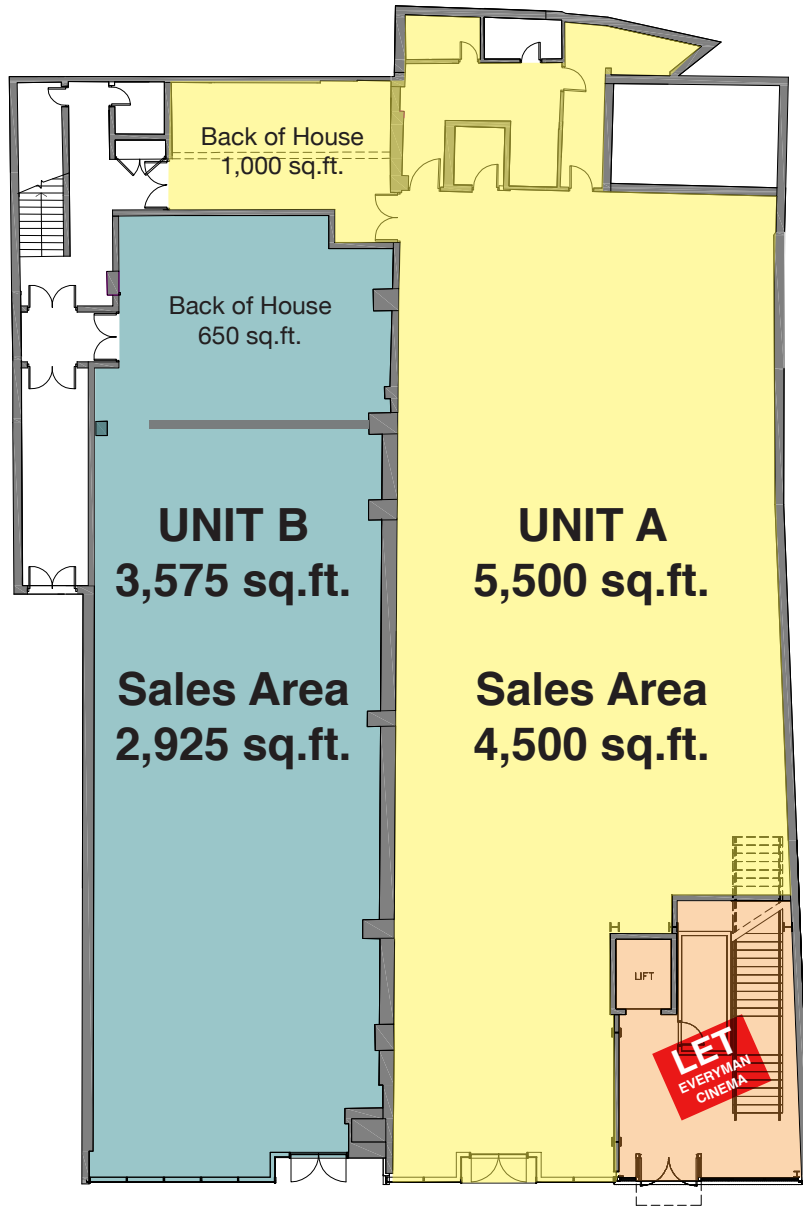 Back of House
1,000 sq.ft.
Back of House
650 sq.ft.
UNIT B
3,575 sq.ft.
Sales Area
2,925 sq.ft.
UNIT A
5,500 sq.ft.
Sales Area
4,500 sq.ft.
LIFT
LET
EVERYMAN
CINEMA